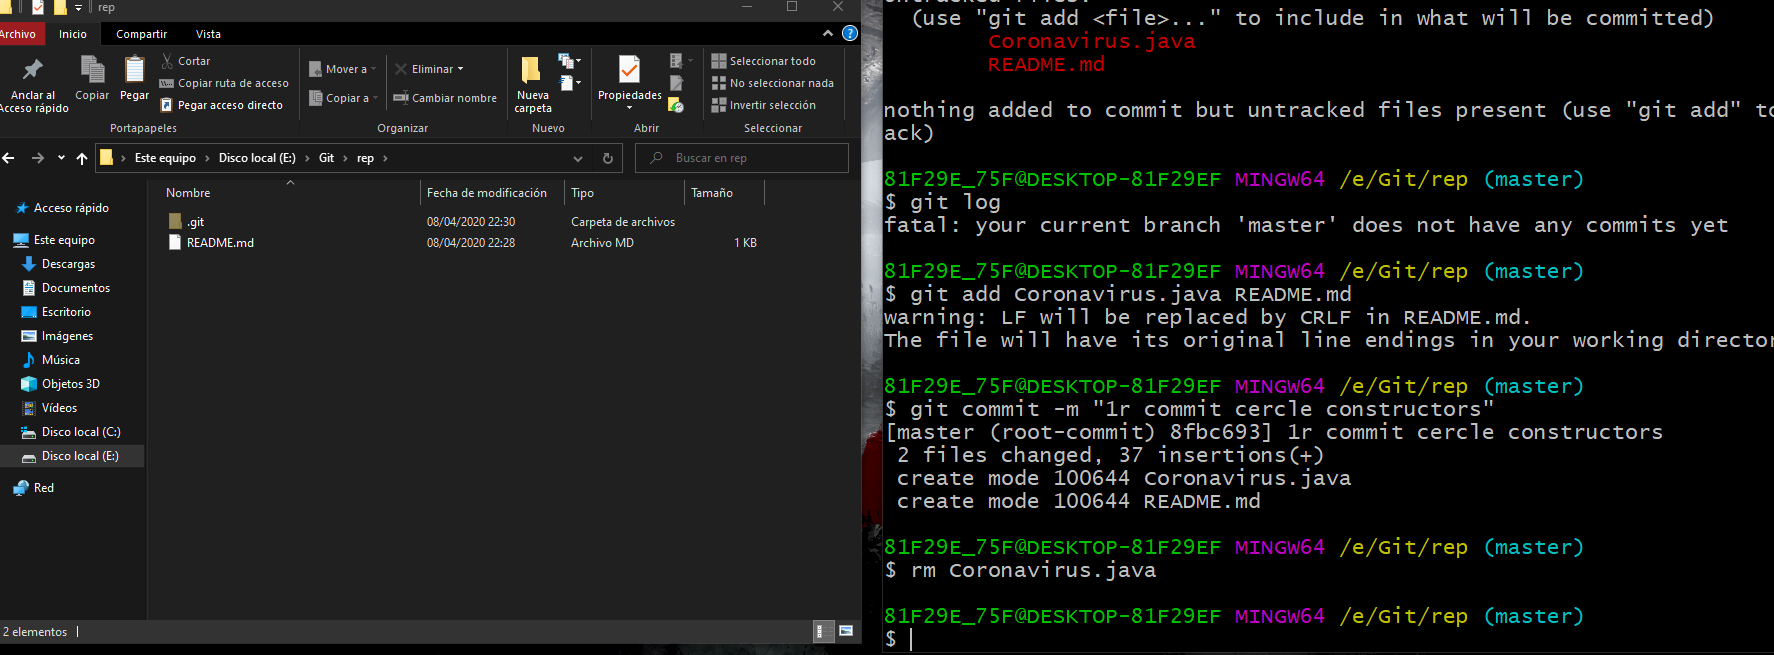 rep
Archivo Inicio Compartir Vista
Anclar al
Acceso rápido
Copiar
Pegar
Cortar
Copiar ruta de acceso
Pegar acceso directo
Portapapeles
Mover a
Copiar a
Eliminar
Cambiar nombre
Organizar
Nueva
carpeta
Nuevo
Propiedades
Abrir
Seleccionar todo
No seleccionar nada
Invertir selección
Seleccionar
Este equipo › Disco local (E:) › Git › rep ›
Buscar en rep
Nombre Fecha de modificación Tipo Tamaño
.git 08/04/2020 22:30 Carpeta de archivos
README.md 08/04/2020 22:28 Archivo MD 1 KB
Acceso rápido
Este equipo
Descargas
Documentos
Escritorio
Imágenes
Música
Objetos 3D
Vídeos
Disco local (C:)
Disco local (E:)
Red
2 elementos
(use "git add <file>..." to include in what will be committed)
Coronavirus.java
README.md
nothing added to commit but untracked files present (use "git add" to
ack)
81F29E_75F@DESKTOP-81F29EF MINGW64 /e/Git/rep (master)
$ git log
fatal: your current branch 'master' does not have any commits yet
81F29E_75F@DESKTOP-81F29EF MINGW64 /e/Git/rep (master)
$ git add Coronavirus.java README.md
warning: LF will be replaced by CRLF in README.md.
The file will have its original line endings in your working director
81F29E_75F@DESKTOP-81F29EF MINGW64 /e/Git/rep (master)
$ git commit -m "1r commit cercle constructors"
[master (root-commit) 8fbc693] 1r commit cercle constructors
2 files changed, 37 insertions(+)
create mode 100644 Coronavirus.java
create mode 100644 README.md
81F29E_75F@DESKTOP-81F29EF MINGW64 /e/Git/rep (master)
$ rm Coronavirus.java
81F29E_75F@DESKTOP-81F29EF MINGW64 /e/Git/rep (master)
$